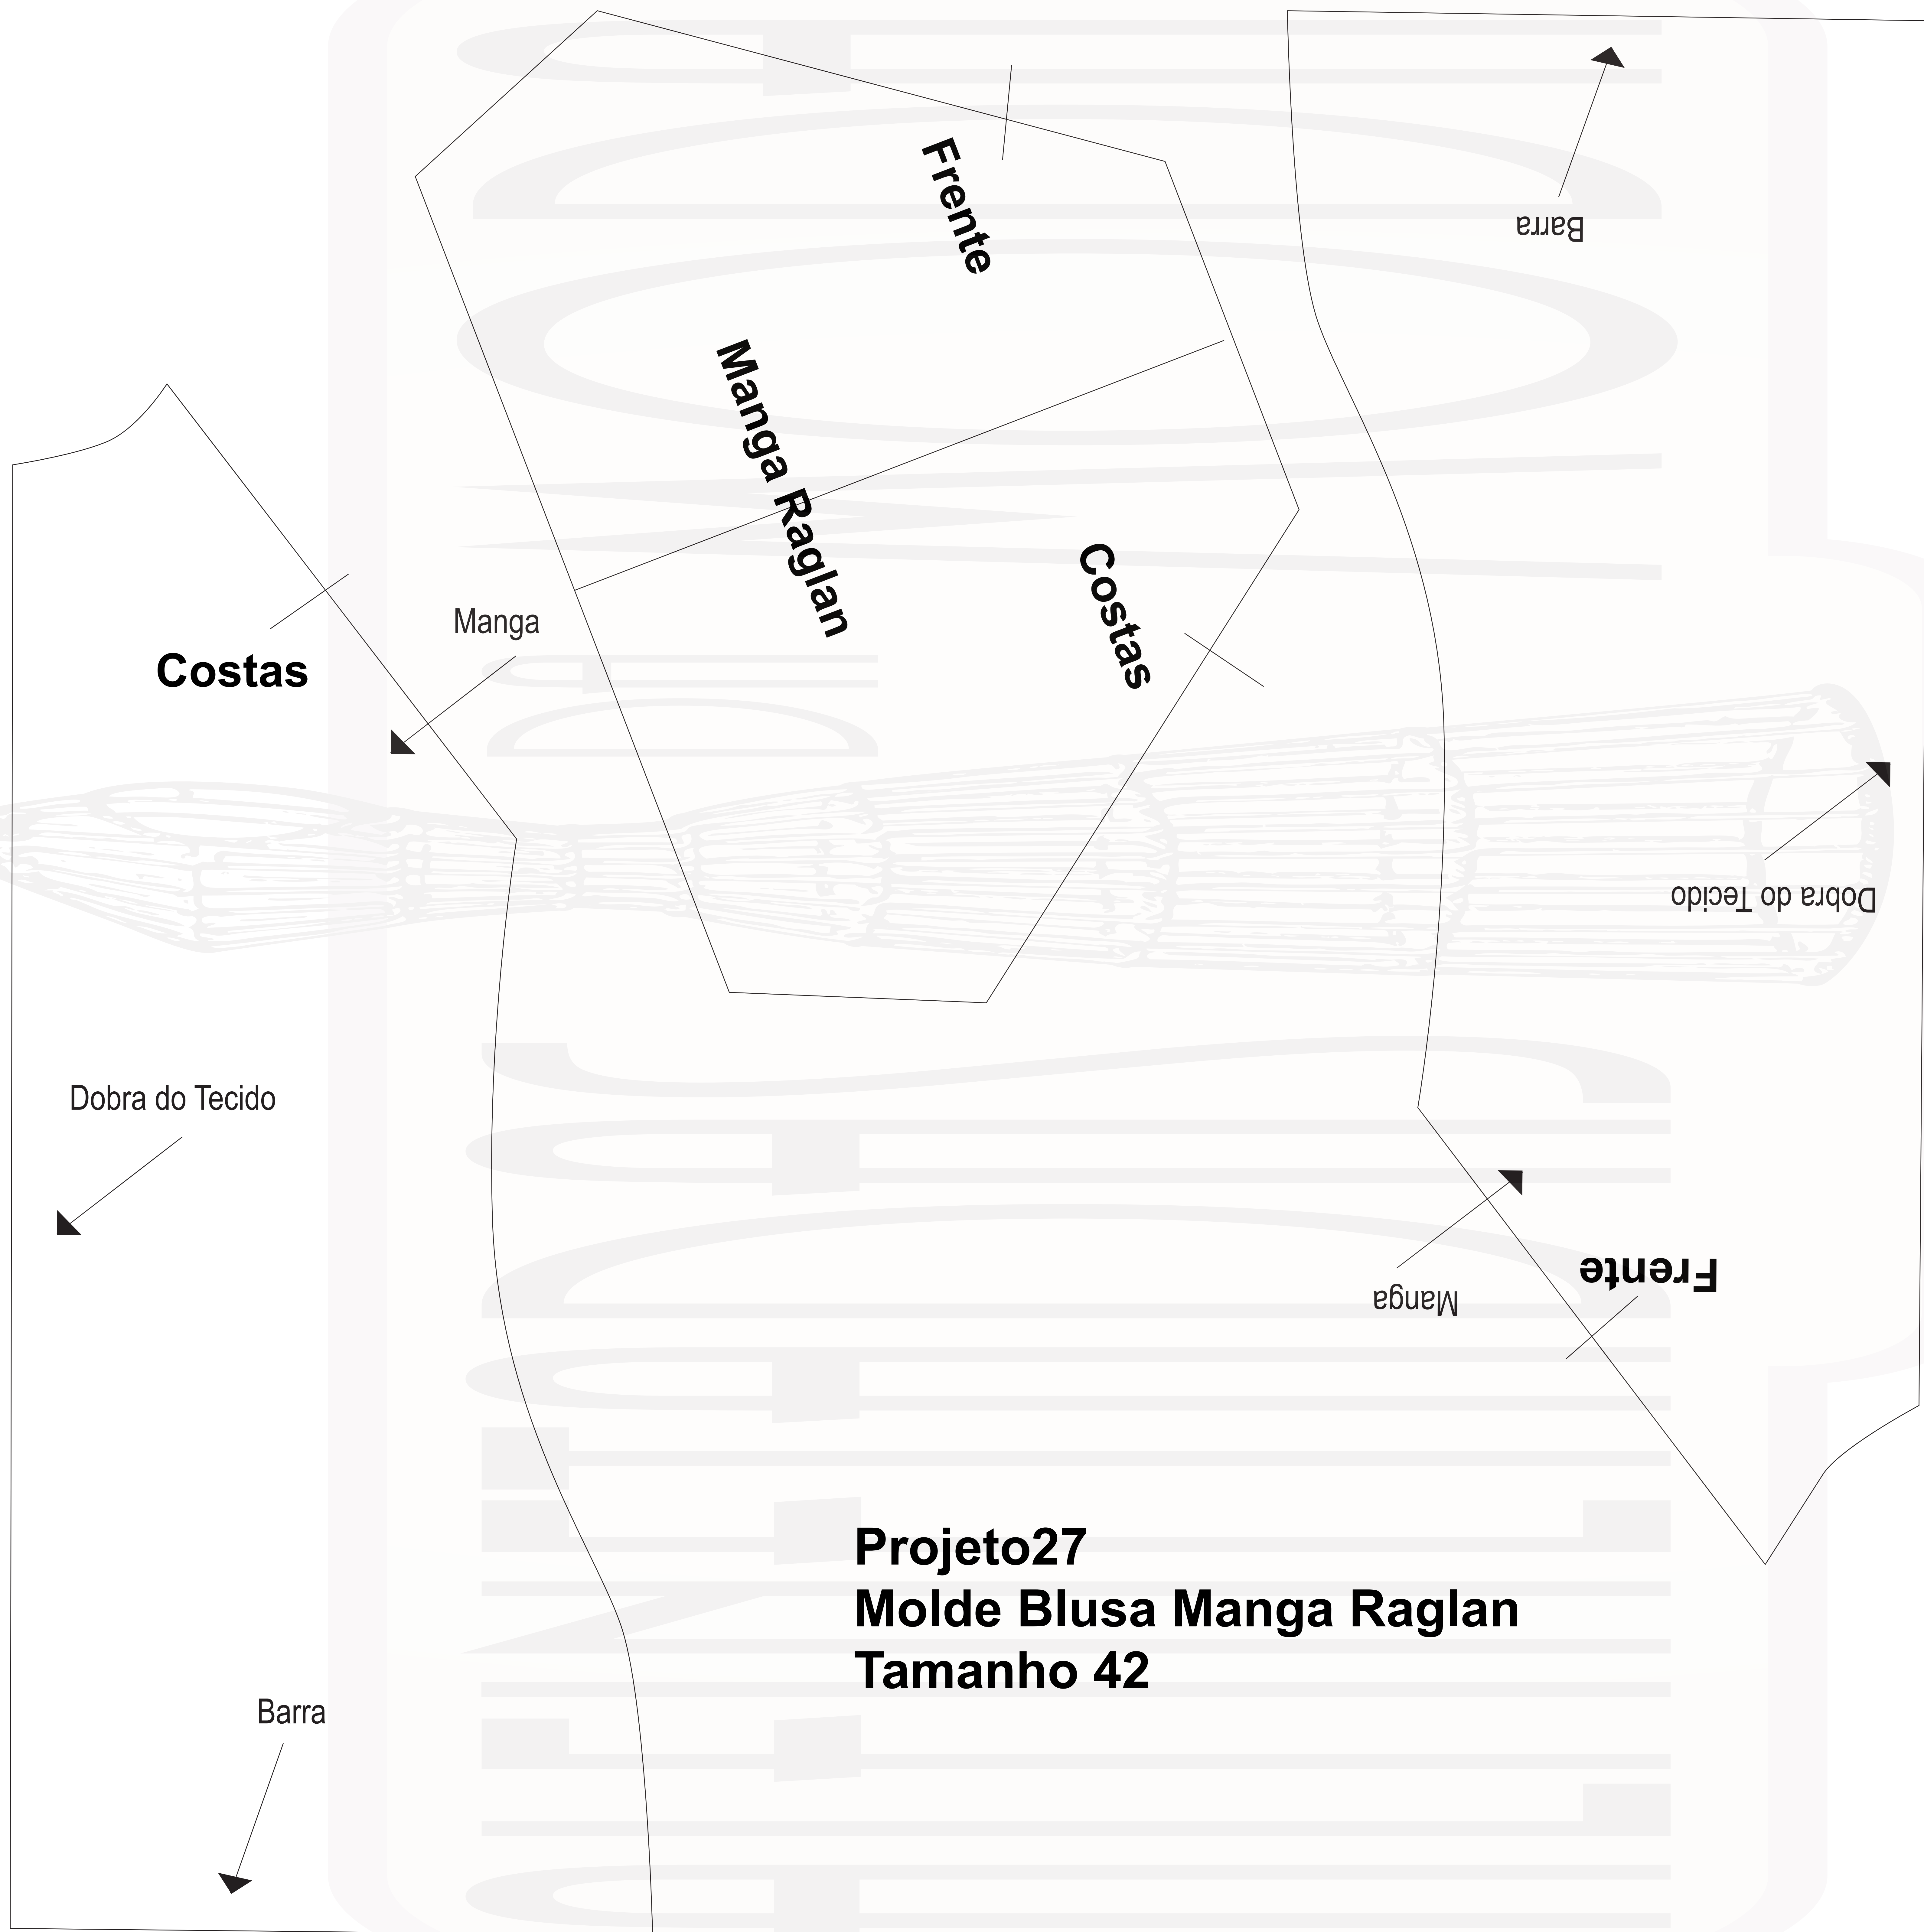 Frente
Barra
Manga Raglan
Costas
Manga
Costas
Dobra do Tecido
Dobra do Tecido
Manga
Frente
Projeto27
Molde Blusa Manga Raglan
Tamanho 42
Barra